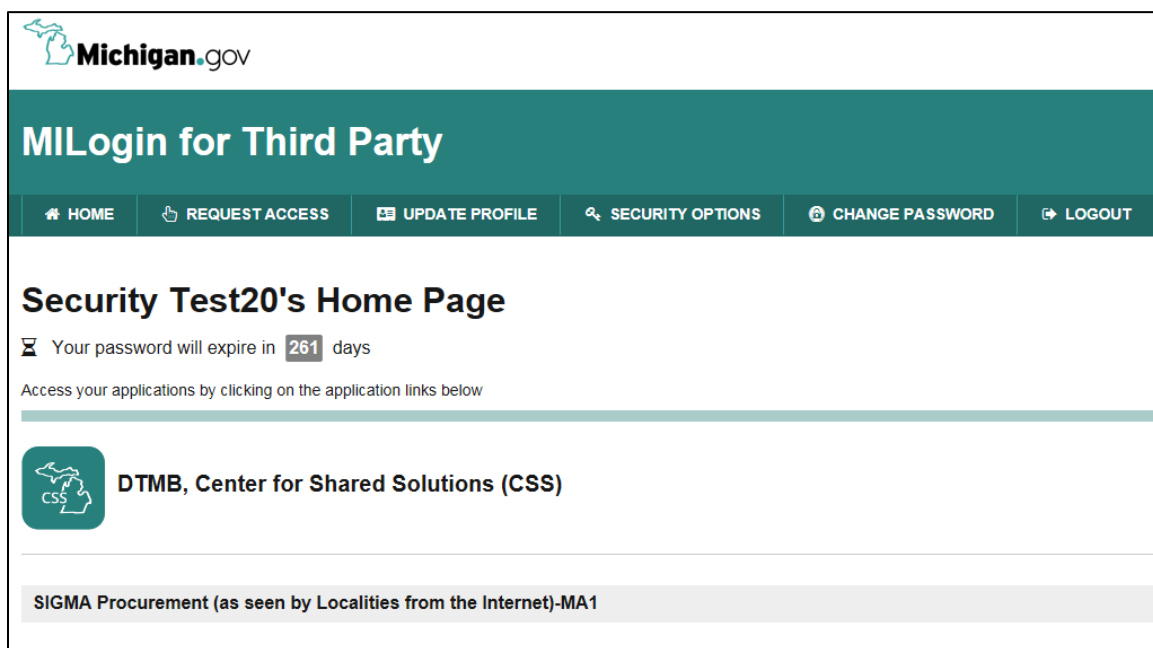 Michigan.gov
MILogin for Third Party
HOME REQUEST ACCESS UPDATE PROFILE SECURITY OPTIONS CHANGE PASSWORD LOGOUT
Security Test20's Home Page
Your password will expire in 261 days
Access your applications by clicking on the application links below
CSS
DTMB, Center for Shared Solutions (CSS)
SIGMA Procurement (as seen by Localities from the Internet)-MA1